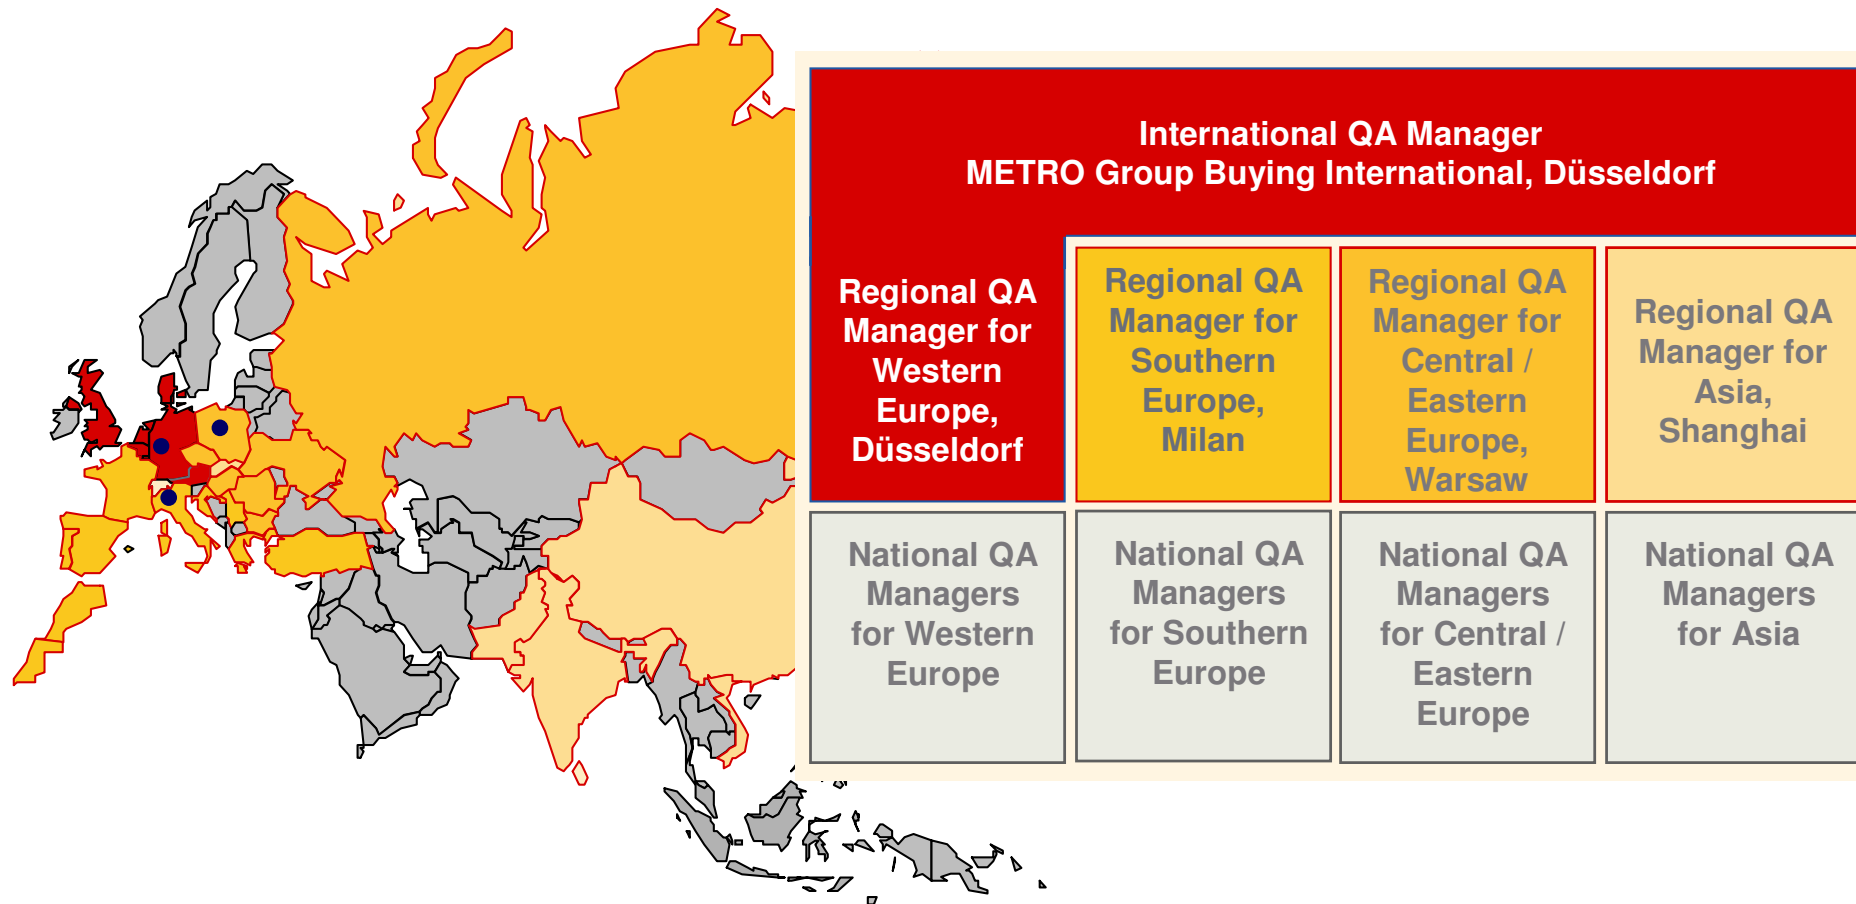 International QA Manager
METRO Group Buying International, Düsseldorf
Regional QA
Manager for
Western
Europe,
Düsseldorf
Regional QA
Manager for
Southern
Europe,
Milan
Regional QA
Manager for
Central /
Eastern
Europe,
Warsaw
Regional QA
Manager for
Asia,
Shanghai
National QA
Managers
for Western
Europe
National QA
Managers
for Southern
Europe
National QA
Managers
for Central /
Eastern
Europe
National QA
Managers
for Asia